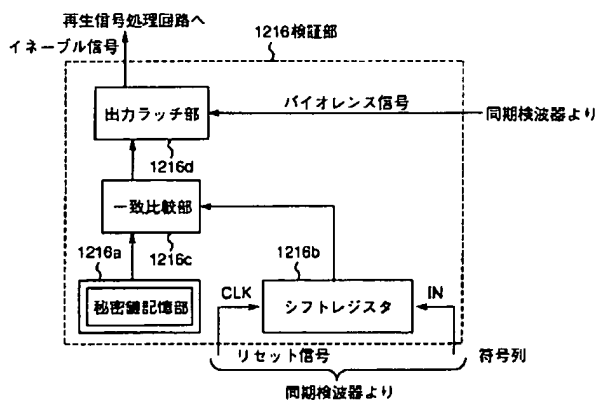 再生信号処理回路へ
イネーブル信号
1216検証部
出力ラッチ部
バイオレンス信号
同期検波器より
1216d
一致比較部
1216a
1216c
1216b
秘密鍵記憶部
CLK
シフトレジスタ
IN
リセット信号
符号列
同期検波器より